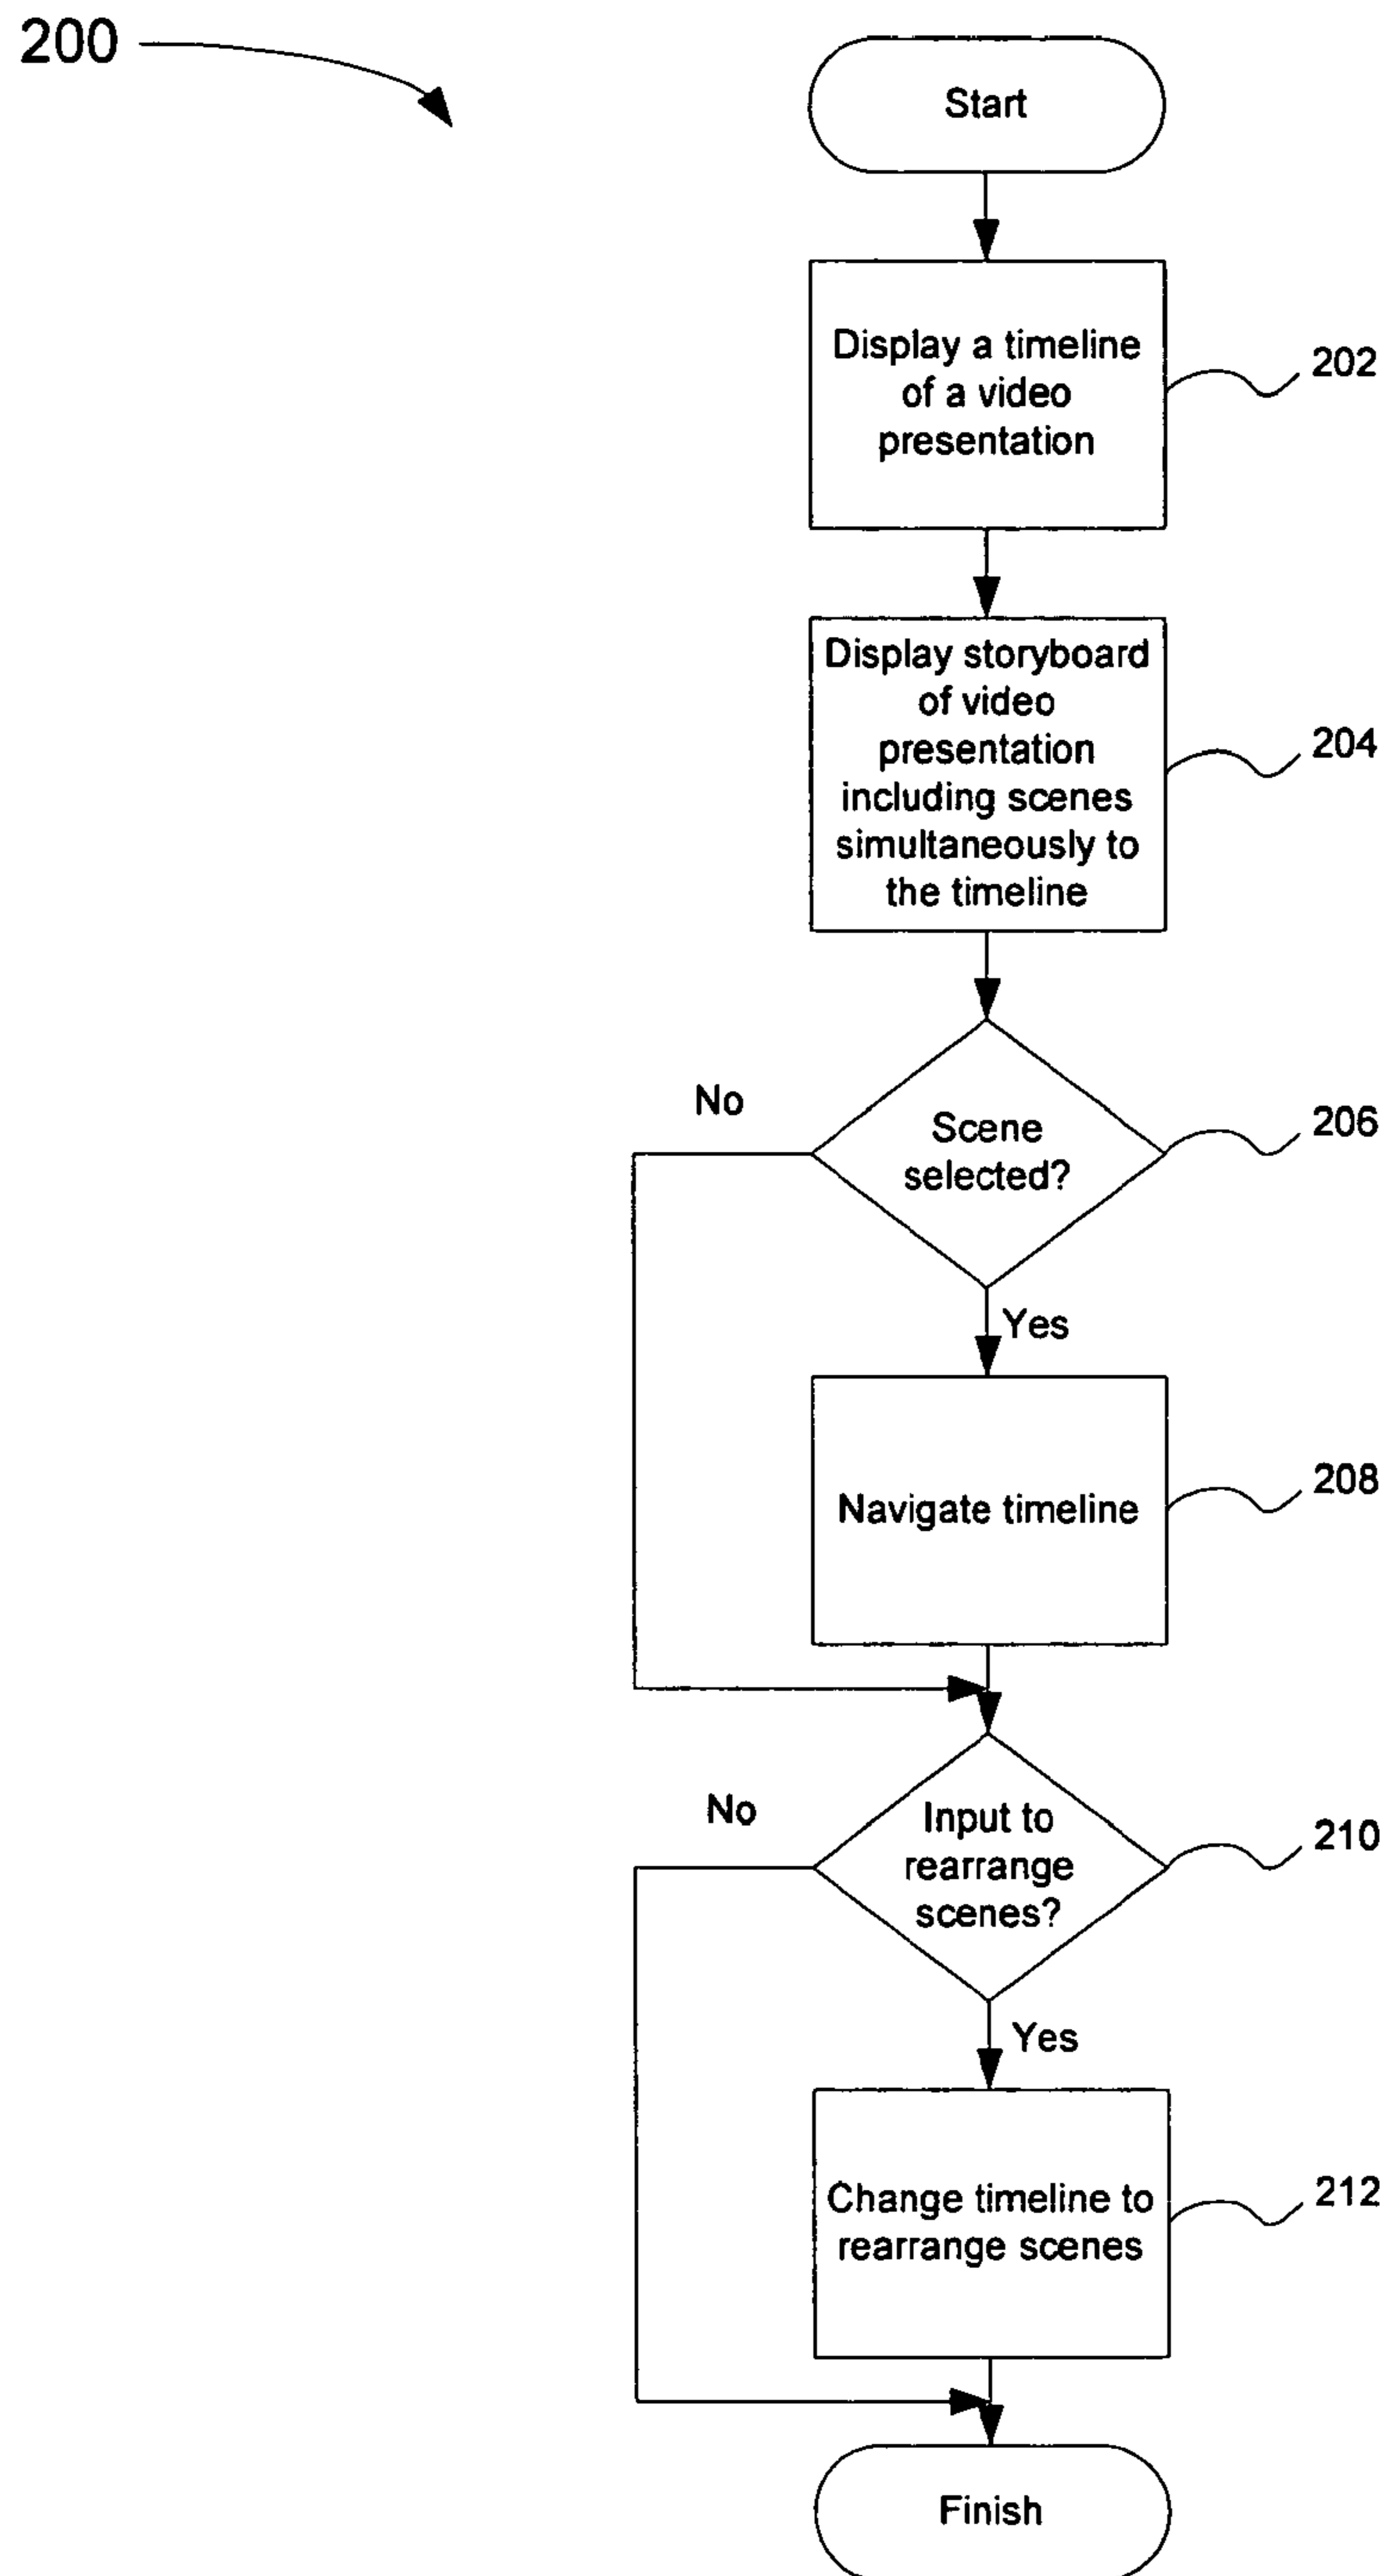 200
Start
Display a timeline
of a video
presentation
202
Display storyboard
of video
presentation
including scenes
simultaneously to
the timeline
204
No
Scene
selected?
206
Yes
Navigate timeline
208
No
Input to
rearrange
scenes?
210
Yes
Change timeline to
rearrange scenes
212
Finish